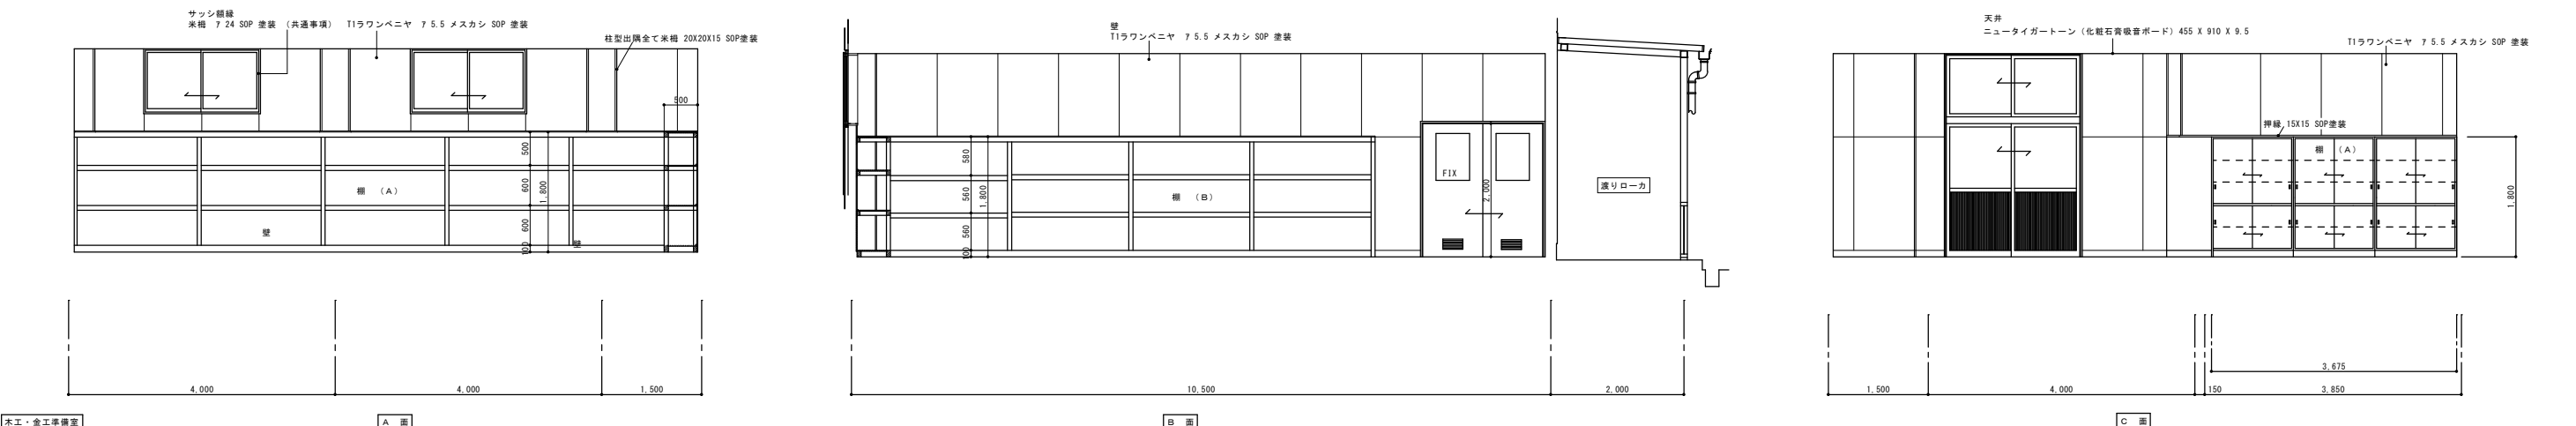 サッシ額縁
米栂 ア 24 SOP 塗装 （共通事項）
T1ラワンベニヤ ア 5.5 メスカシ SOP 塗装
柱型出隅全て米栂 20X20X15 SOP塗装
500
500
600
600
100
1,800
棚 （A）
壁
壁
4,000
4,000
1,500
木工・金工準備室
A 面
壁
T1ラワンベニヤ ア 5.5 メスカシ SOP 塗装
580
560
560
100
1,800
棚 （B）
FIX
2,000
渡りローカ
10,500
2,000
B 面
天井
ニュータイガートーン（化粧石膏吸音ボード）455 X 910 X 9.5
T1ラワンベニヤ ア 5.5 メスカシ SOP 塗装
押縁 15X15 SOP塗装
棚 （A）
1,800
3,675
1,500
4,000
150
3,850
C 面